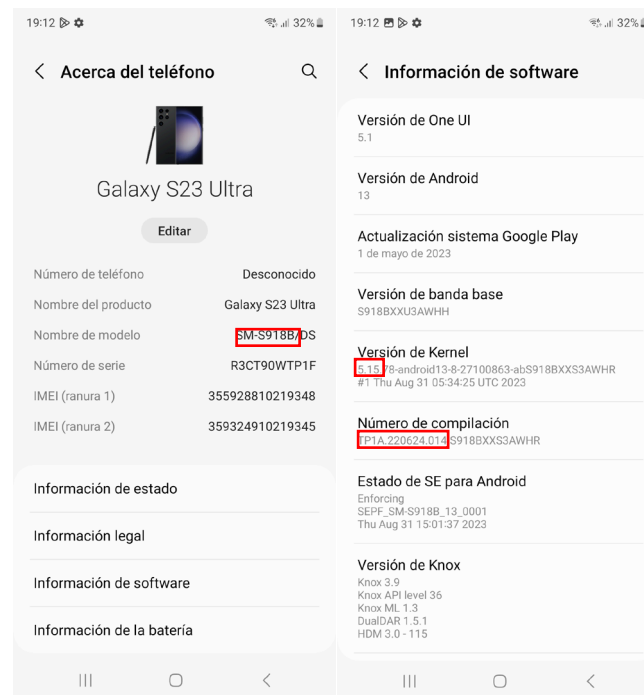 19:12 32%
Acerca del teléfono
Galaxy S23 Ultra
Editar
Número de teléfono Desconocido
Nombre del producto Galaxy S23 Ultra
Nombre de modelo SM-S918B/DS
Número de serie R3CT90WTP1F
IMEI (ranura 1) 355928810219348
IMEI (ranura 2) 359324910219345
Información de estado
Información legal
Información de software
Información de la batería
19:12 32%
Información de software
Versión de One UI
5.1
Versión de Android
13
Actualización sistema Google Play
1 de mayo de 2023
Versión de banda base
S918BXXU3AWHH
Versión de Kernel
5.15.78-android13-8-27100863-abS918BXXS3AWHR
#1 Thu Aug 31 05:34:25 UTC 2023
Número de compilación
TP1A.220624.014.S918BXXS3AWHR
Estado de SE para Android
Enforcing
SEPF_SM-S918B_13_0001
Thu Aug 31 15:01:37 2023
Versión de Knox
Knox 3.9
Knox API level 36
Knox ML 1.3
DualDAR 1.5.1
HDM 3.0 - 115